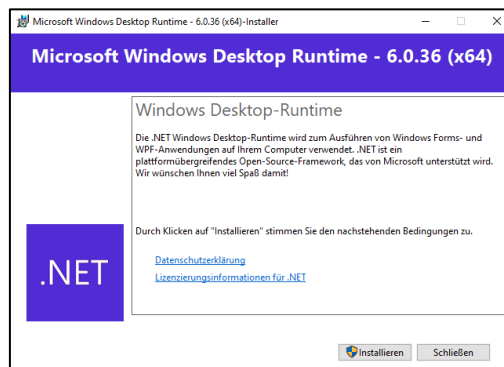 Microsoft Windows Desktop Runtime - 6.0.36 (x64)-Installer
Microsoft Windows Desktop Runtime - 6.0.36 (x64)
Windows Desktop-Runtime
Die .NET Windows Desktop-Runtime wird zum Ausführen von Windows Forms- und
WPF-Anwendungen auf Ihrem Computer verwendet. .NET ist ein
plattformübergreifendes Open-Source-Framework, das von Microsoft unterstützt wird.
Wir wünschen Ihnen viel Spaß damit!
Durch Klicken auf "Installieren" stimmen Sie den nachstehenden Bedingungen zu.
.NET
Datenschutzerklärung
Lizenzierungsinformationen für .NET
Installieren
Schließen